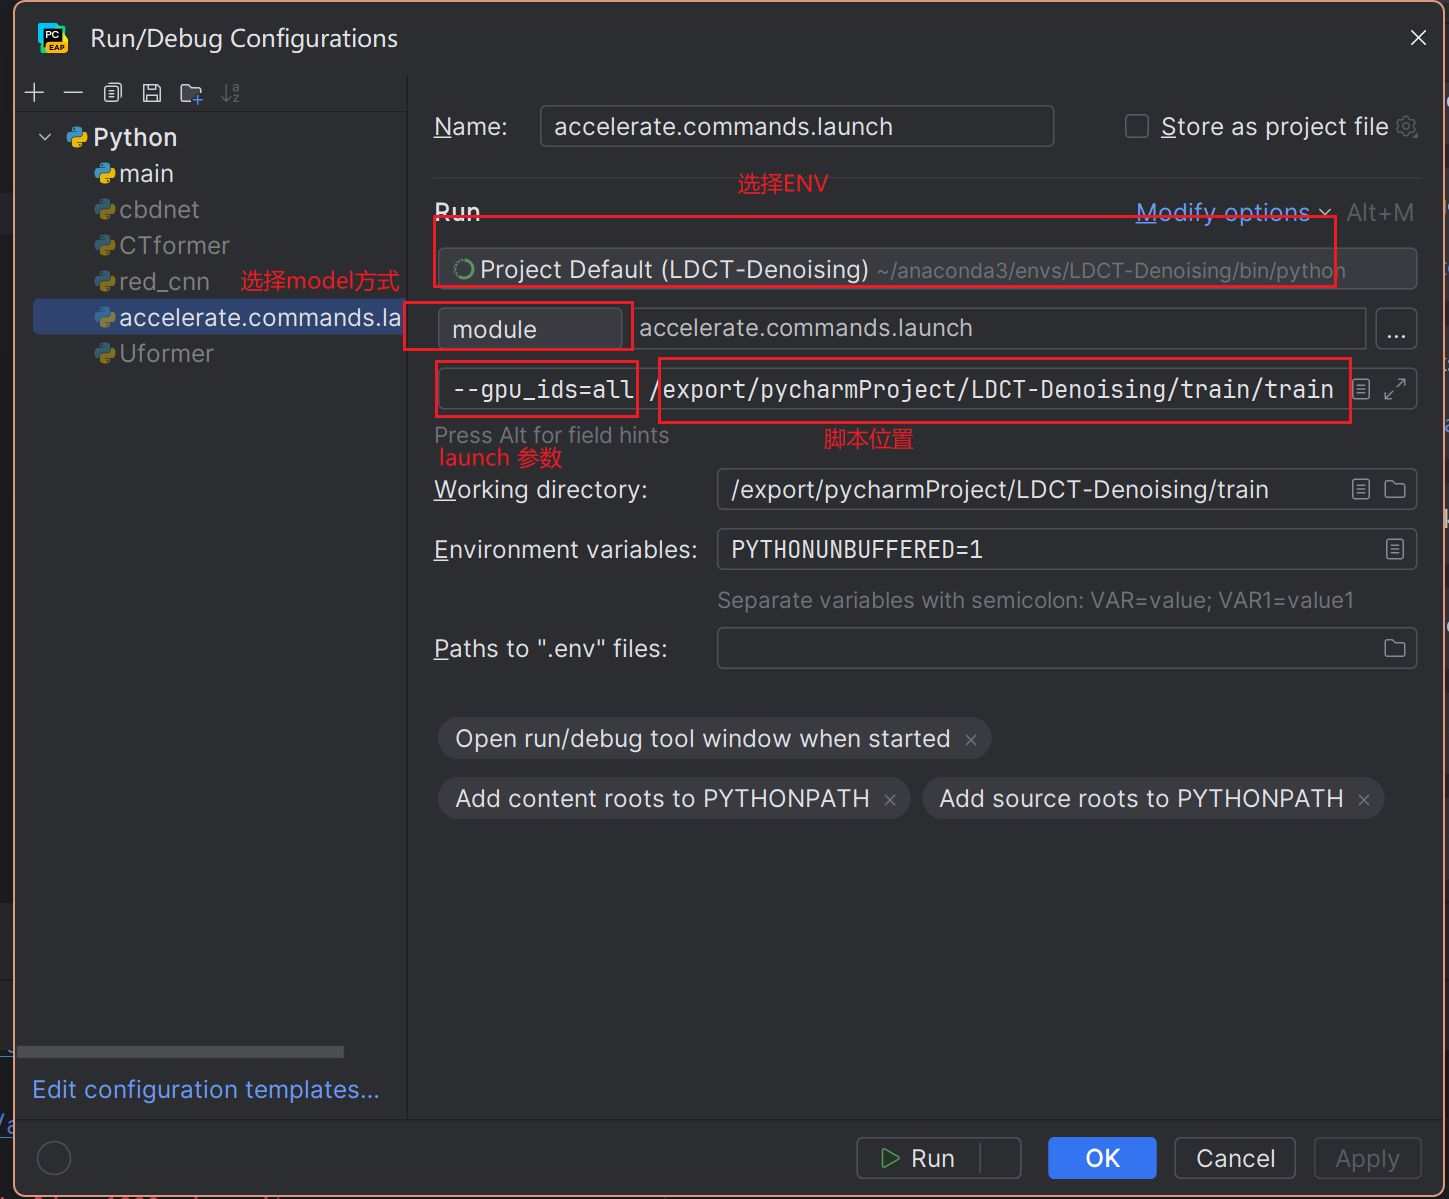 PC
EAP
Run/Debug Configurations
Python
main
cbdnet
CTformer
red_cnn
选择model方式
accelerate.commands.la
Uformer
Edit configuration templates...
Name:
accelerate.commands.launch
Store as project file
选择ENV
Run
Modify options
Alt+M
Project Default (LDCT-Denoising) ~/anaconda3/envs/LDCT-Denoising/bin/python
module
accelerate.commands.launch
...
--gpu_ids=all /export/pycharmProject/LDCT-Denoising/train/train
Press Alt for field hints
脚本位置
launch 参数
Working directory:
/export/pycharmProject/LDCT-Denoising/train
Environment variables:
PYTHONUNBUFFERED=1
Separate variables with semicolon: VAR=value; VAR1=value1
Paths to ".env" files:
Open run/debug tool window when started
Add content roots to PYTHONPATH
Add source roots to PYTHONPATH
Run
OK
Cancel
Apply